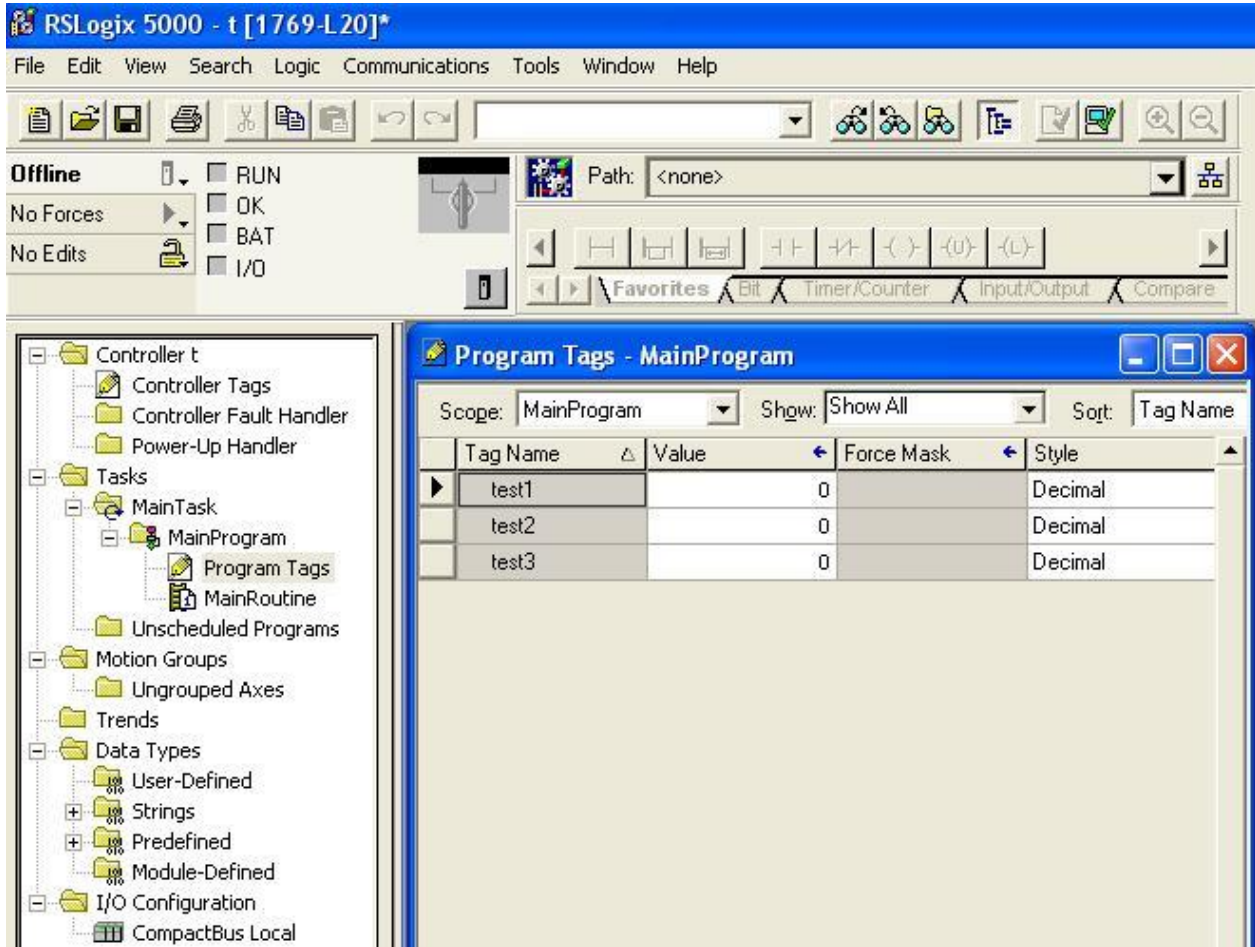 RSLogix 5000 - t [1769-L20]*
File Edit View Search Logic Communications Tools Window Help
Offline
RUN
No Forces
OK
No Edits
BAT
I/O
Path: <none>
Favorites Bit Timer/Counter Input/Output Compare
Controller t
Controller Tags
Controller Fault Handler
Power-Up Handler
Tasks
MainTask
MainProgram
Program Tags
MainRoutine
Unscheduled Programs
Motion Groups
Ungrouped Axes
Trends
Data Types
User-Defined
Strings
Predefined
Module-Defined
I/O Configuration
CompactBus Local
Program Tags - MainProgram
Scope: MainProgram Show: Show All Sort: Tag Name
Tag Name Value Force Mask Style
test1 0 Decimal
test2 0 Decimal
test3 0 Decimal